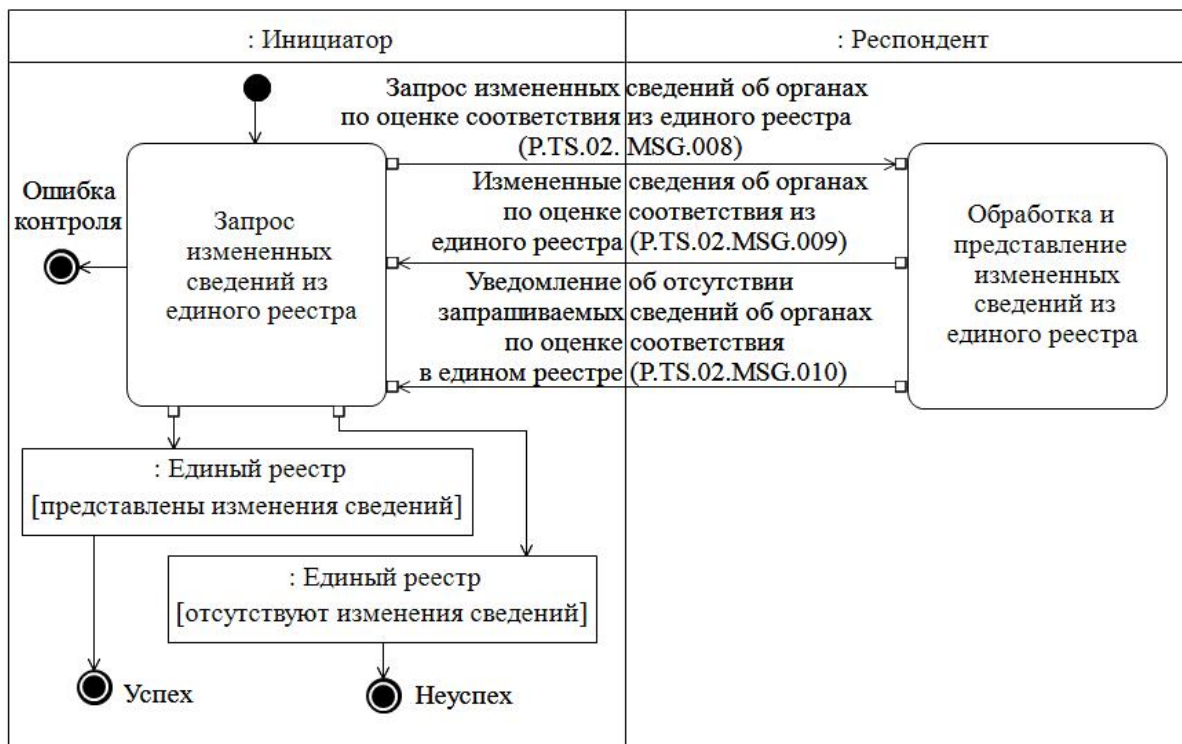 : Инициатор
: Респондент
Запрос измененных сведений об органах
по оценке соответствия из единого реестра
(P.TS.02. MSG.008)
Ошибка
контроля
Запрос
измененных
сведений из
единого реестра
Измененные сведения об органах
по оценке соответствия из
единого реестра (P.TS.02.MSG.009)
Обработка и
представление
измененных
сведений из
единого реестра
Уведомление об отсутствии
запрашиваемых сведений об органах
по оценке соответствия
в едином реестре (P.TS.02.MSG.010)
: Единый реестр
[представлены изменения сведений]
: Единый реестр
[отсутствуют изменения сведений]
Успех
Неуспех